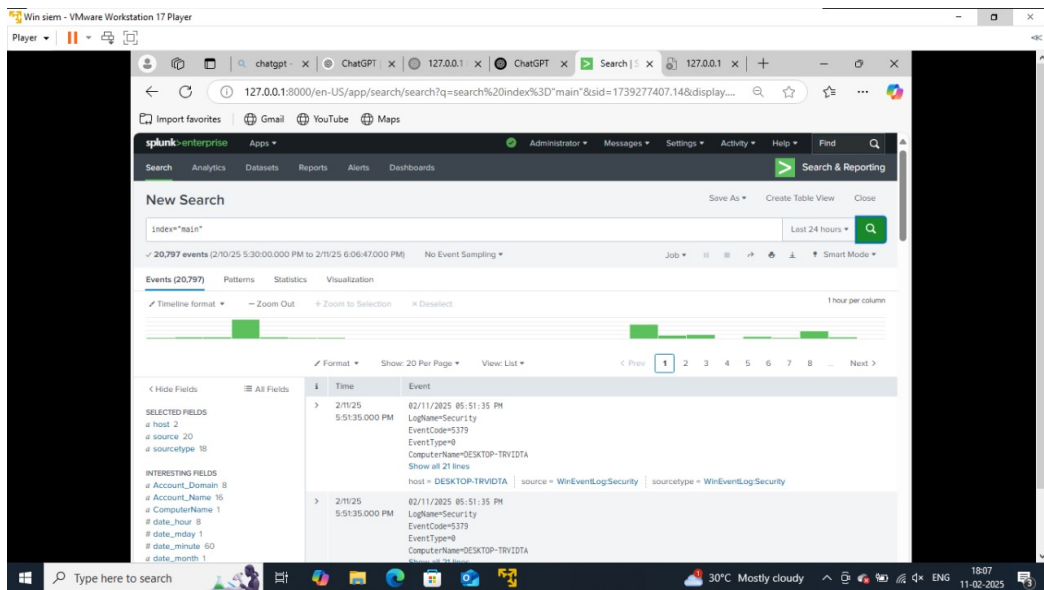 Win siem - VMware Workstation 17 Player
Player
chatgpt - ChatGPT 127.0.0.1 ChatGPT Search | S 127.0.0.1
127.0.0.1:8000/en-US/app/search/search?q=search%20index%3D"main"&sid=1739277407.14&display....
Import favorites Gmail YouTube Maps
splunk>enterprise Apps Administrator Messages Settings Activity Help Find
Search Analytics Datasets Reports Alerts Dashboards Search & Reporting
New Search Save As Create Table View Close
index="main" Last 24 hours
20,797 events (2/10/25 5:30:00.000 PM to 2/11/25 6:06:47.000 PM) No Event Sampling Job Smart Mode
Events (20,797) Patterns Statistics Visualization
Timeline format — Zoom Out + Zoom to Selection × Deselect 1 hour per column
Format Show: 20 Per Page View: List < Prev 1 2 3 4 5 6 7 8 ... Next >
< Hide Fields All Fields i Time Event
SELECTED FIELDS
a host 2
a source 20
a sourcetype 18
INTERESTING FIELDS
a Account_Domain 8
a Account_Name 16
a ComputerName 1
# date_hour 8
# date_mday 1
# date_minute 60
a date_month 1
> 2/11/25 02/11/2025 05:51:35 PM
5:51:35.000 PM LogName=Security
EventCode=5379
EventType=0
ComputerName=DESKTOP-TRVIDTA
Show all 21 lines
host = DESKTOP-TRVIDTA source = WinEventLog:Security sourcetype = WinEventLog:Security
> 2/11/25 02/11/2025 05:51:35 PM
5:51:35.000 PM LogName=Security
EventCode=5379
EventType=0
ComputerName=DESKTOP-TRVIDTA
Show all 21 lines
Type here to search 30°C Mostly cloudy ENG 18:07
11-02-2025